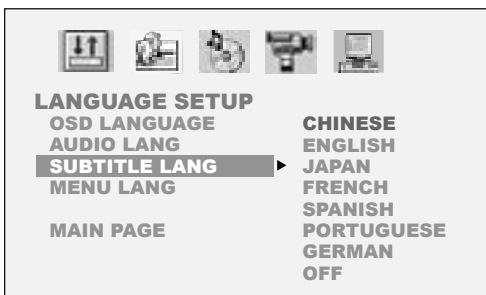 LANGUAGE SETUP
OSD LANGUAGE
AUDIO LANG
SUBTITLE LANG
MENU LANG
MAIN PAGE
CHINESE
ENGLISH
JAPAN
FRENCH
SPANISH
PORTUGUESE
GERMAN
OFF